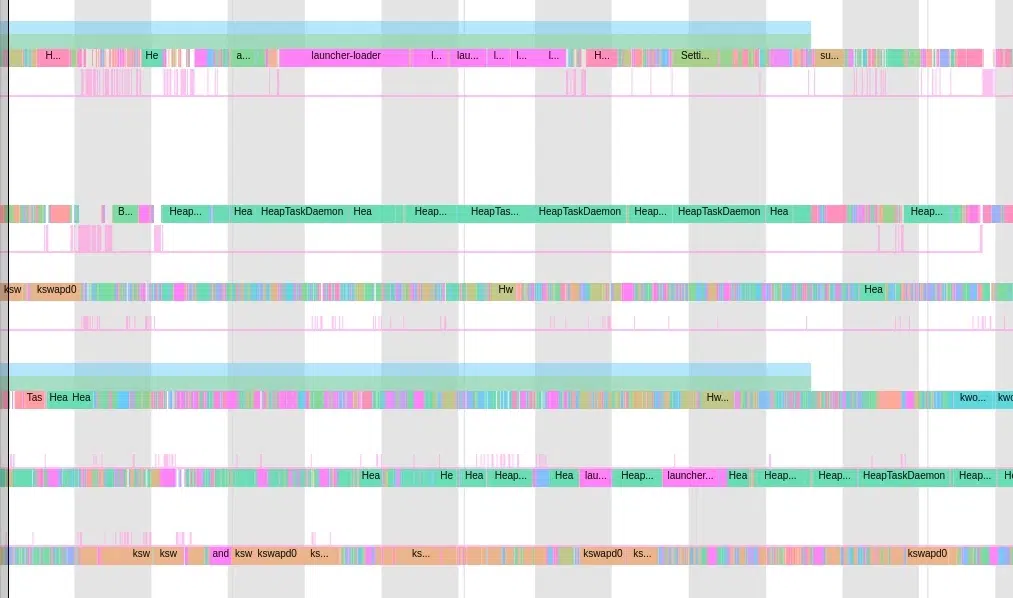 H... He a... launcher-loader l... lau... l... l... l... H... Setti... su...
B... Heap... Hea HeapTaskDaemon Hea Heap... HeapTas... HeapTaskDaemon Heap... HeapTaskDaemon Hea Heap...
ksw kswapd0 Hw Hea
Tas Hea Hea Hw... kwo... kwo
Hea He Hea Heap... Hea lau... Heap... launcher... Hea Heap... Heap... HeapTaskDaemon Heap... He
ksw ksw and ksw kswapd0 ks... ks... kswapd0 ks... kswapd0